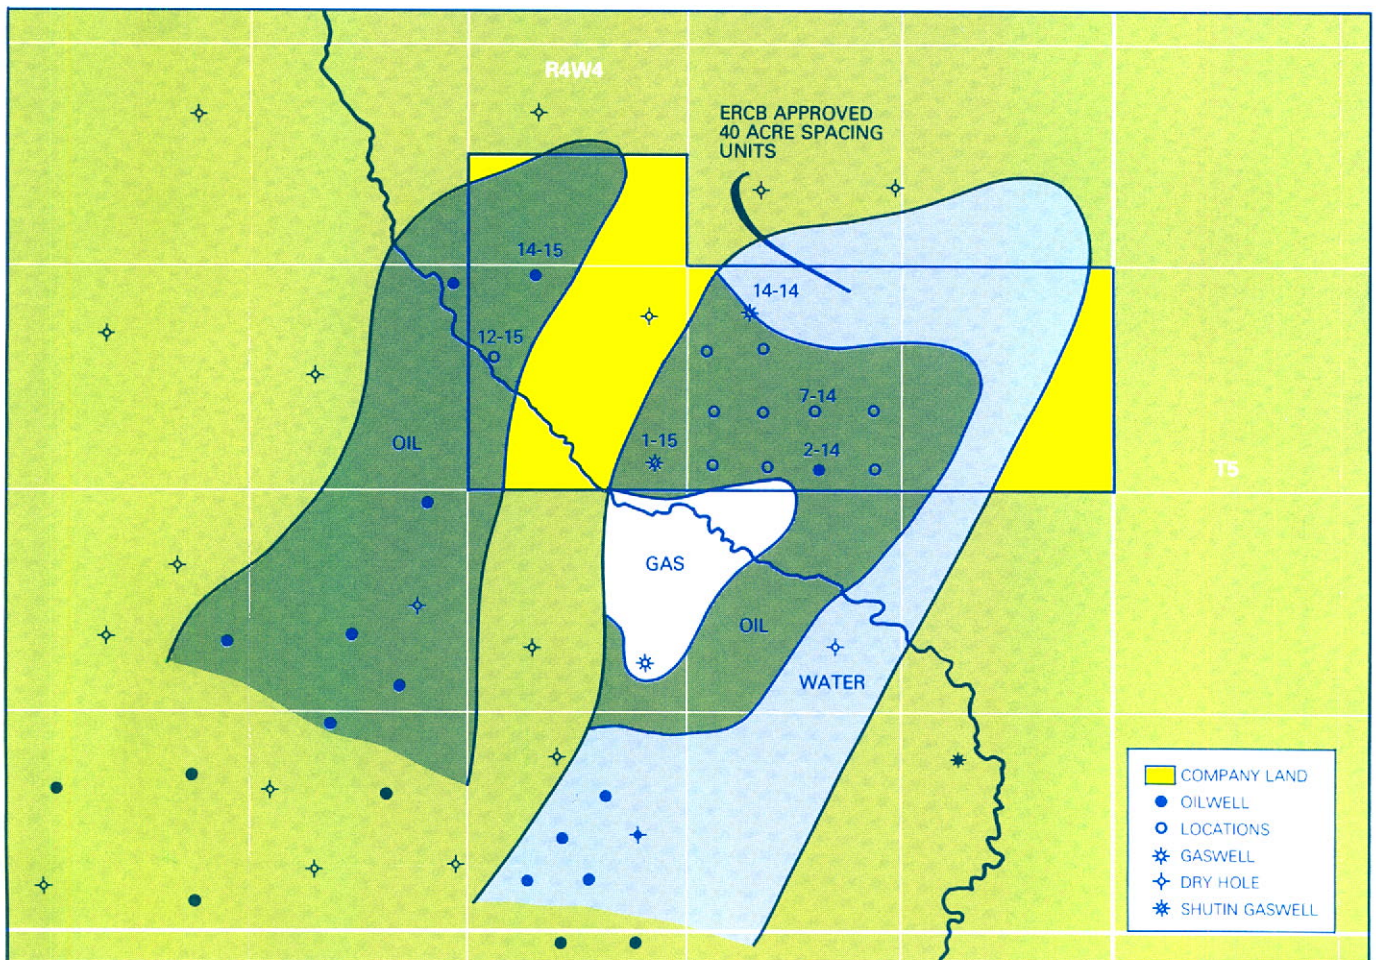 R4W4
ERCB APPROVED
40 ACRE SPACING
UNITS
14-15
14-14
12-15
7-14
OIL
1-15
2-14
T5
GAS
OIL
WATER
COMPANY LAND
OILWELL
LOCATIONS
GASWELL
DRY HOLE
SHUTIN GASWELL